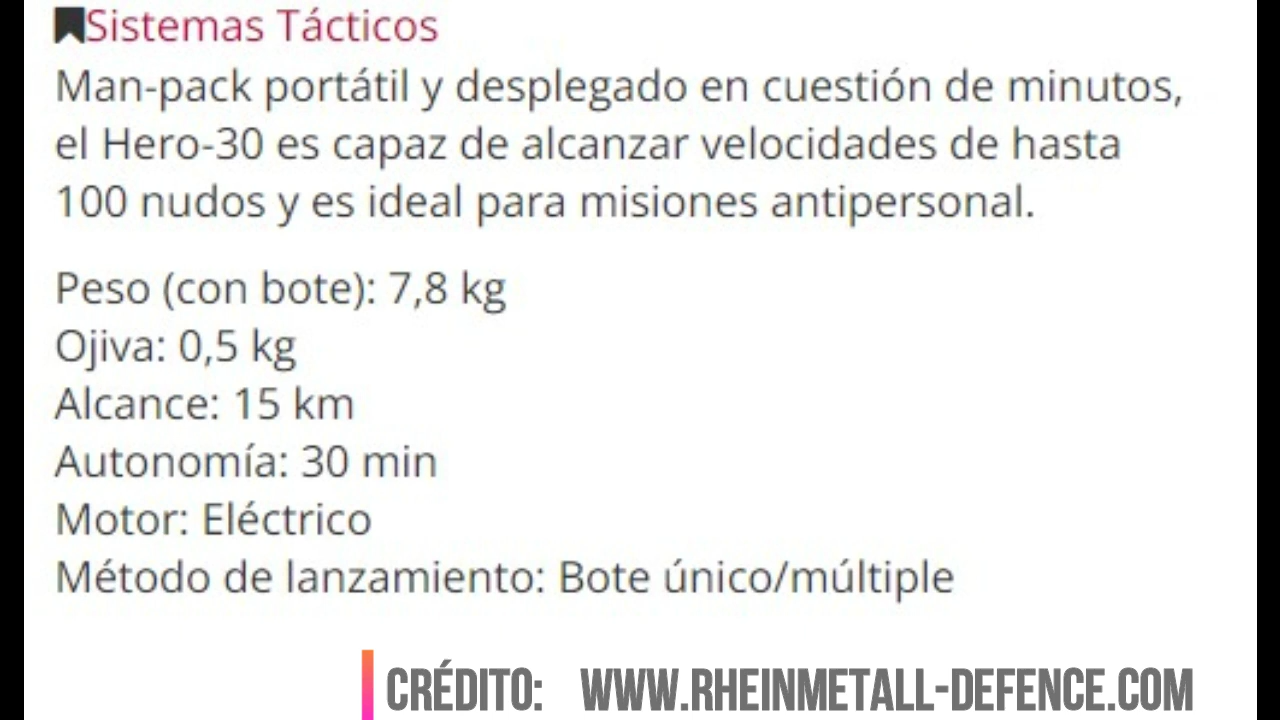 Sistemas Tácticos
Man-pack portátil y desplegado en cuestión de minutos,
el Hero-30 es capaz de alcanzar velocidades de hasta
100 nudos y es ideal para misiones antipersonal.
Peso (con bote): 7,8 kg
Ojiva: 0,5 kg
Alcance: 15 km
Autonomía: 30 min
Motor: Eléctrico
Método de lanzamiento: Bote único/múltiple
CRÉDITO: WWW.RHEINMETALL-DEFENCE.COM